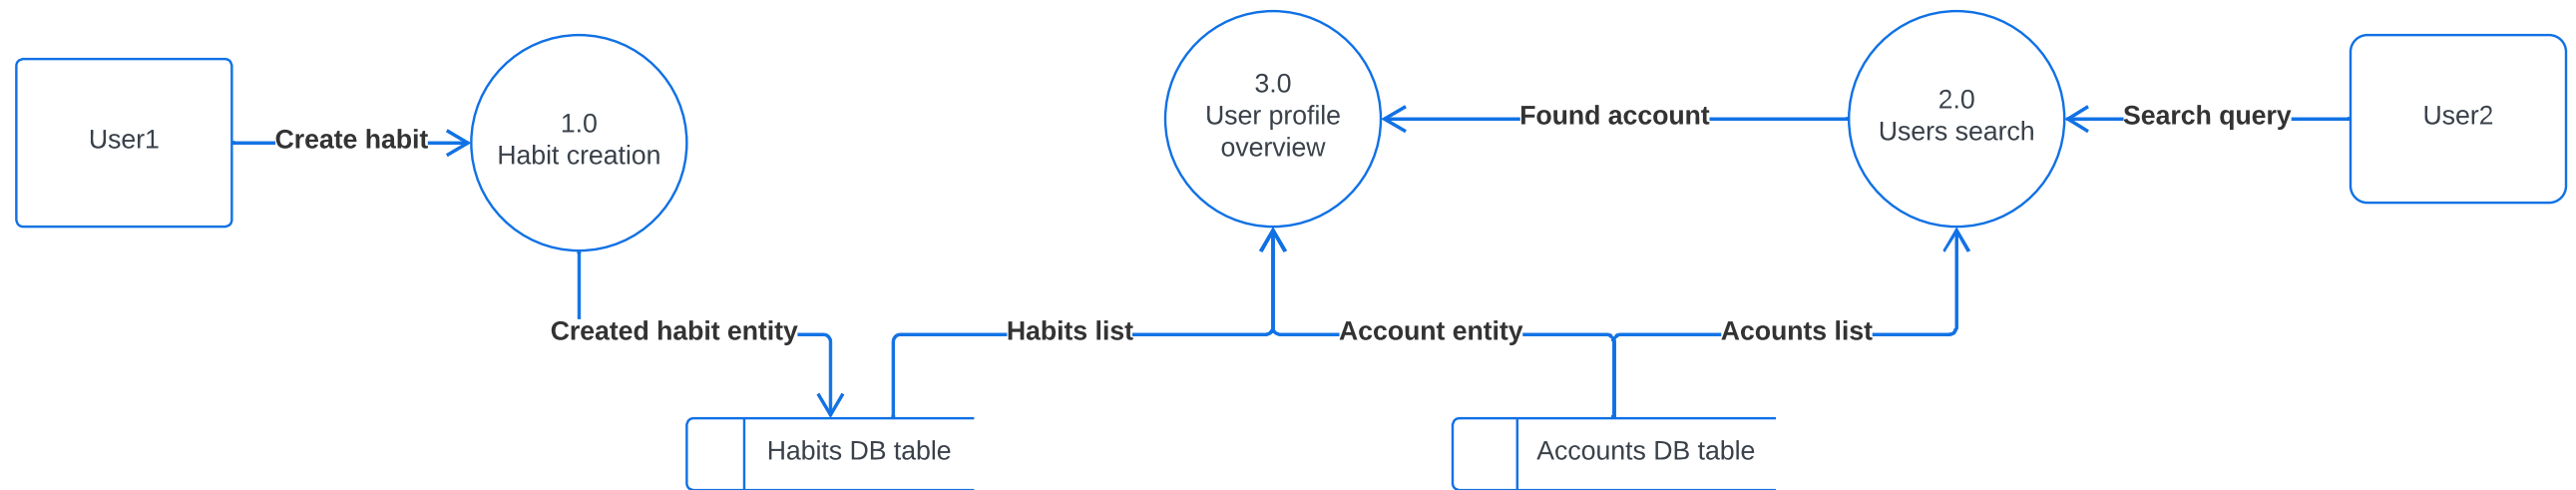 User1
Create habit
1.0
Habit creation
3.0
User profile
overview
Found account
2.0
Users search
Search query
User2
Created habit entity
Habits list
Account entity
Acounts list
Habits DB table
Accounts DB table